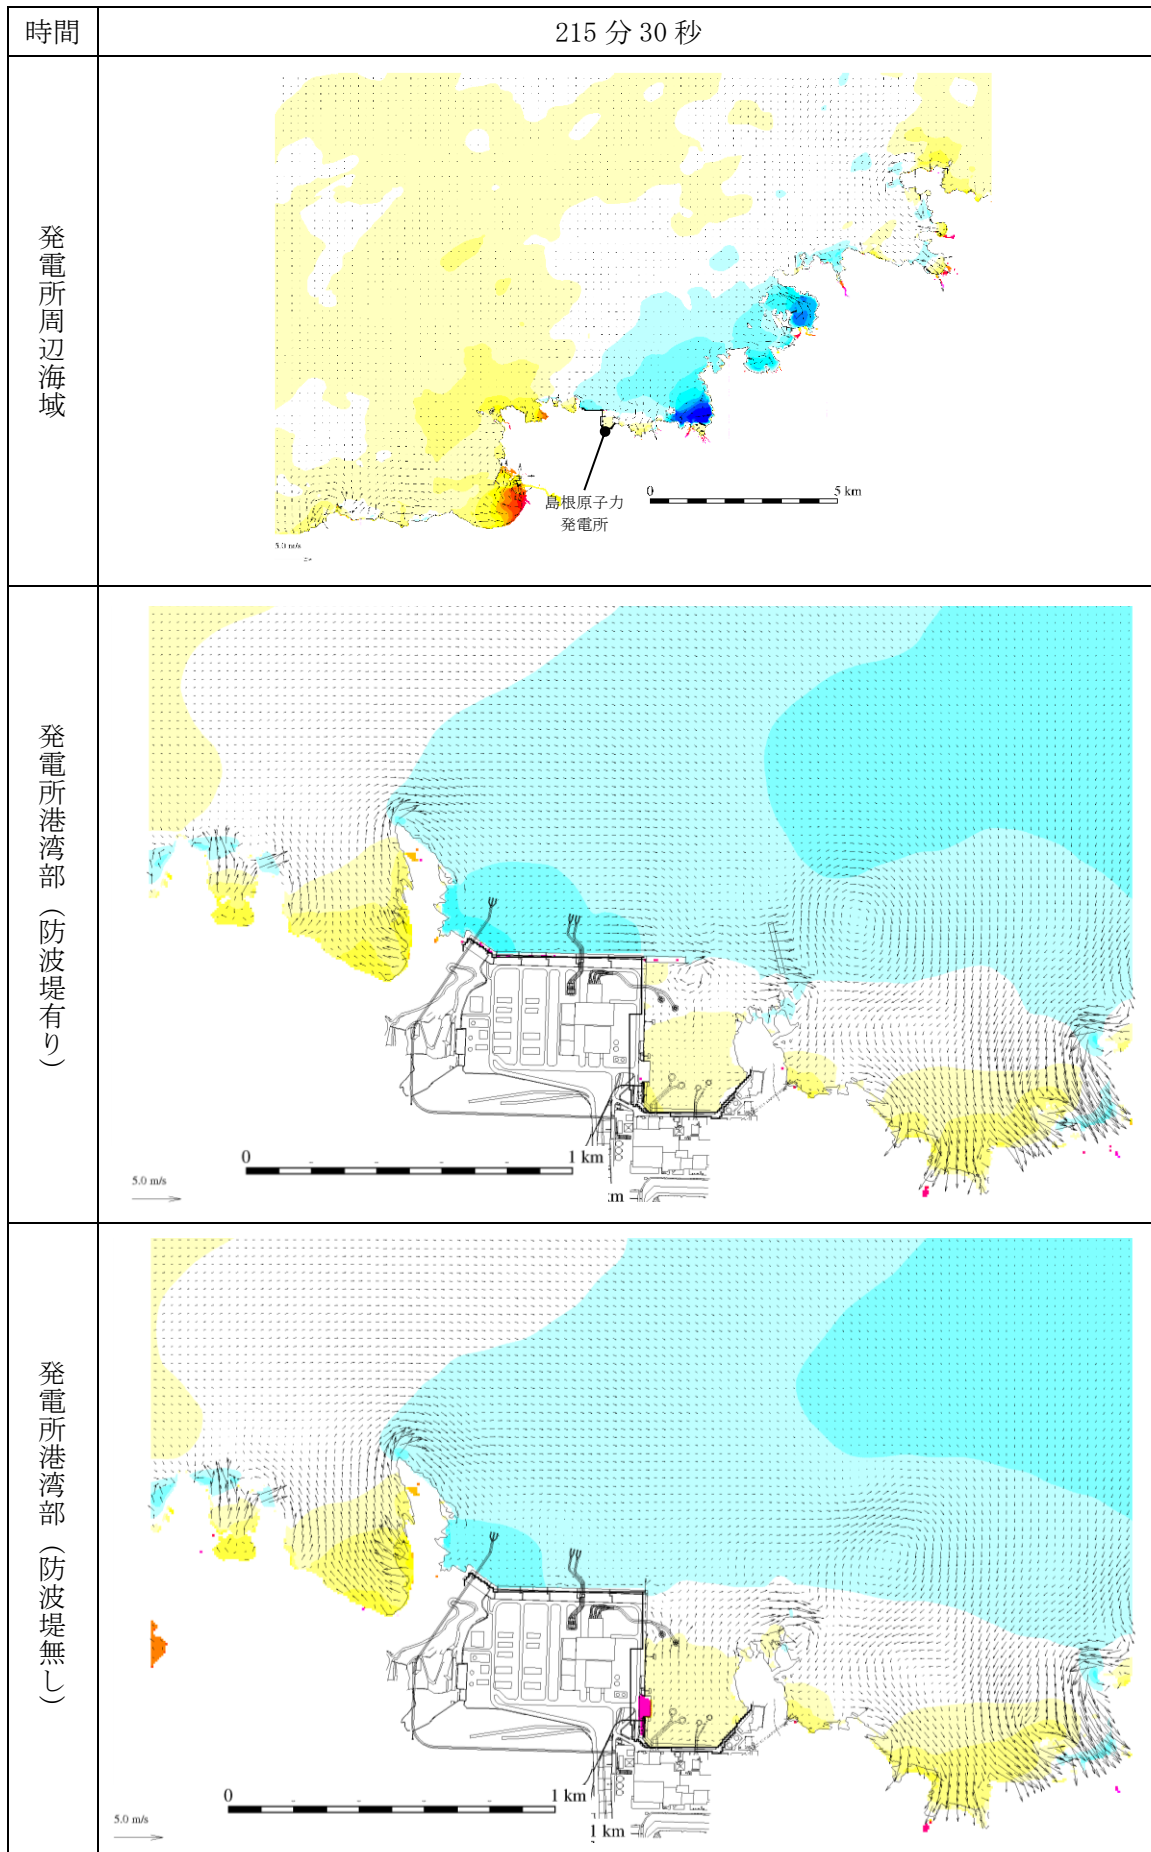 時間
215 分 30 秒
発電所周辺海域
島根原子力
発電所
0
5 km
5.0 m/s
発電所港湾部（防波堤有り）
0
1 km
5.0 m/s
発電所港湾部（防波堤無し）
0
1 km
5.0 m/s
1 km